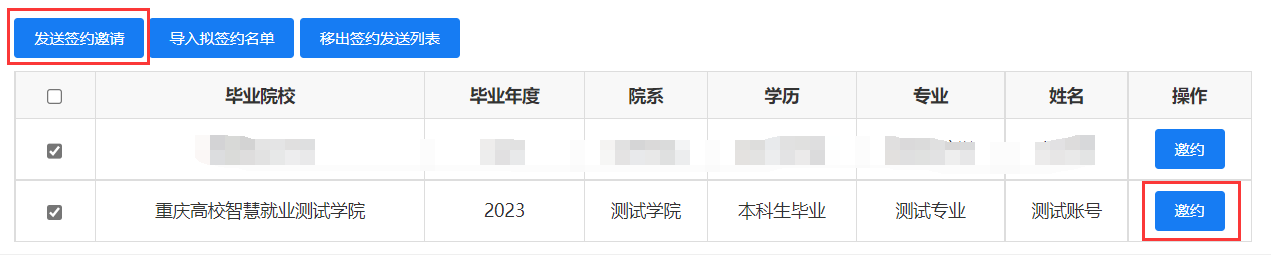 发送签约邀请 导入拟签约名单 移出签约发送列表
毕业院校 毕业年度 院系 学历 专业 姓名 操作
邀约
重庆高校智慧就业测试学院 2023 测试学院 本科生毕业 测试专业 测试账号 邀约